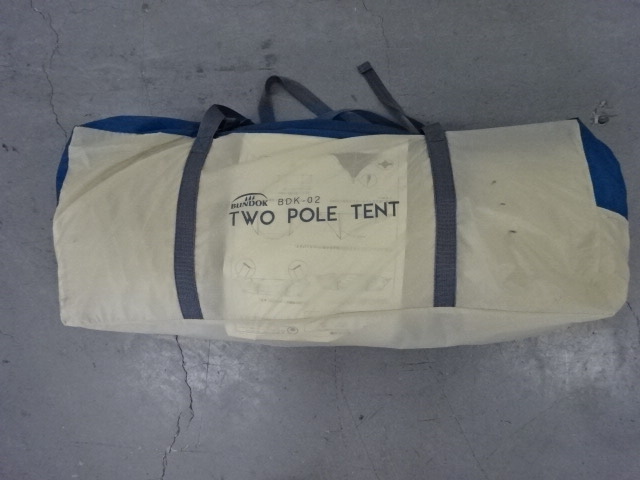 BUNDOK BDK-02
TWO POLE TENT